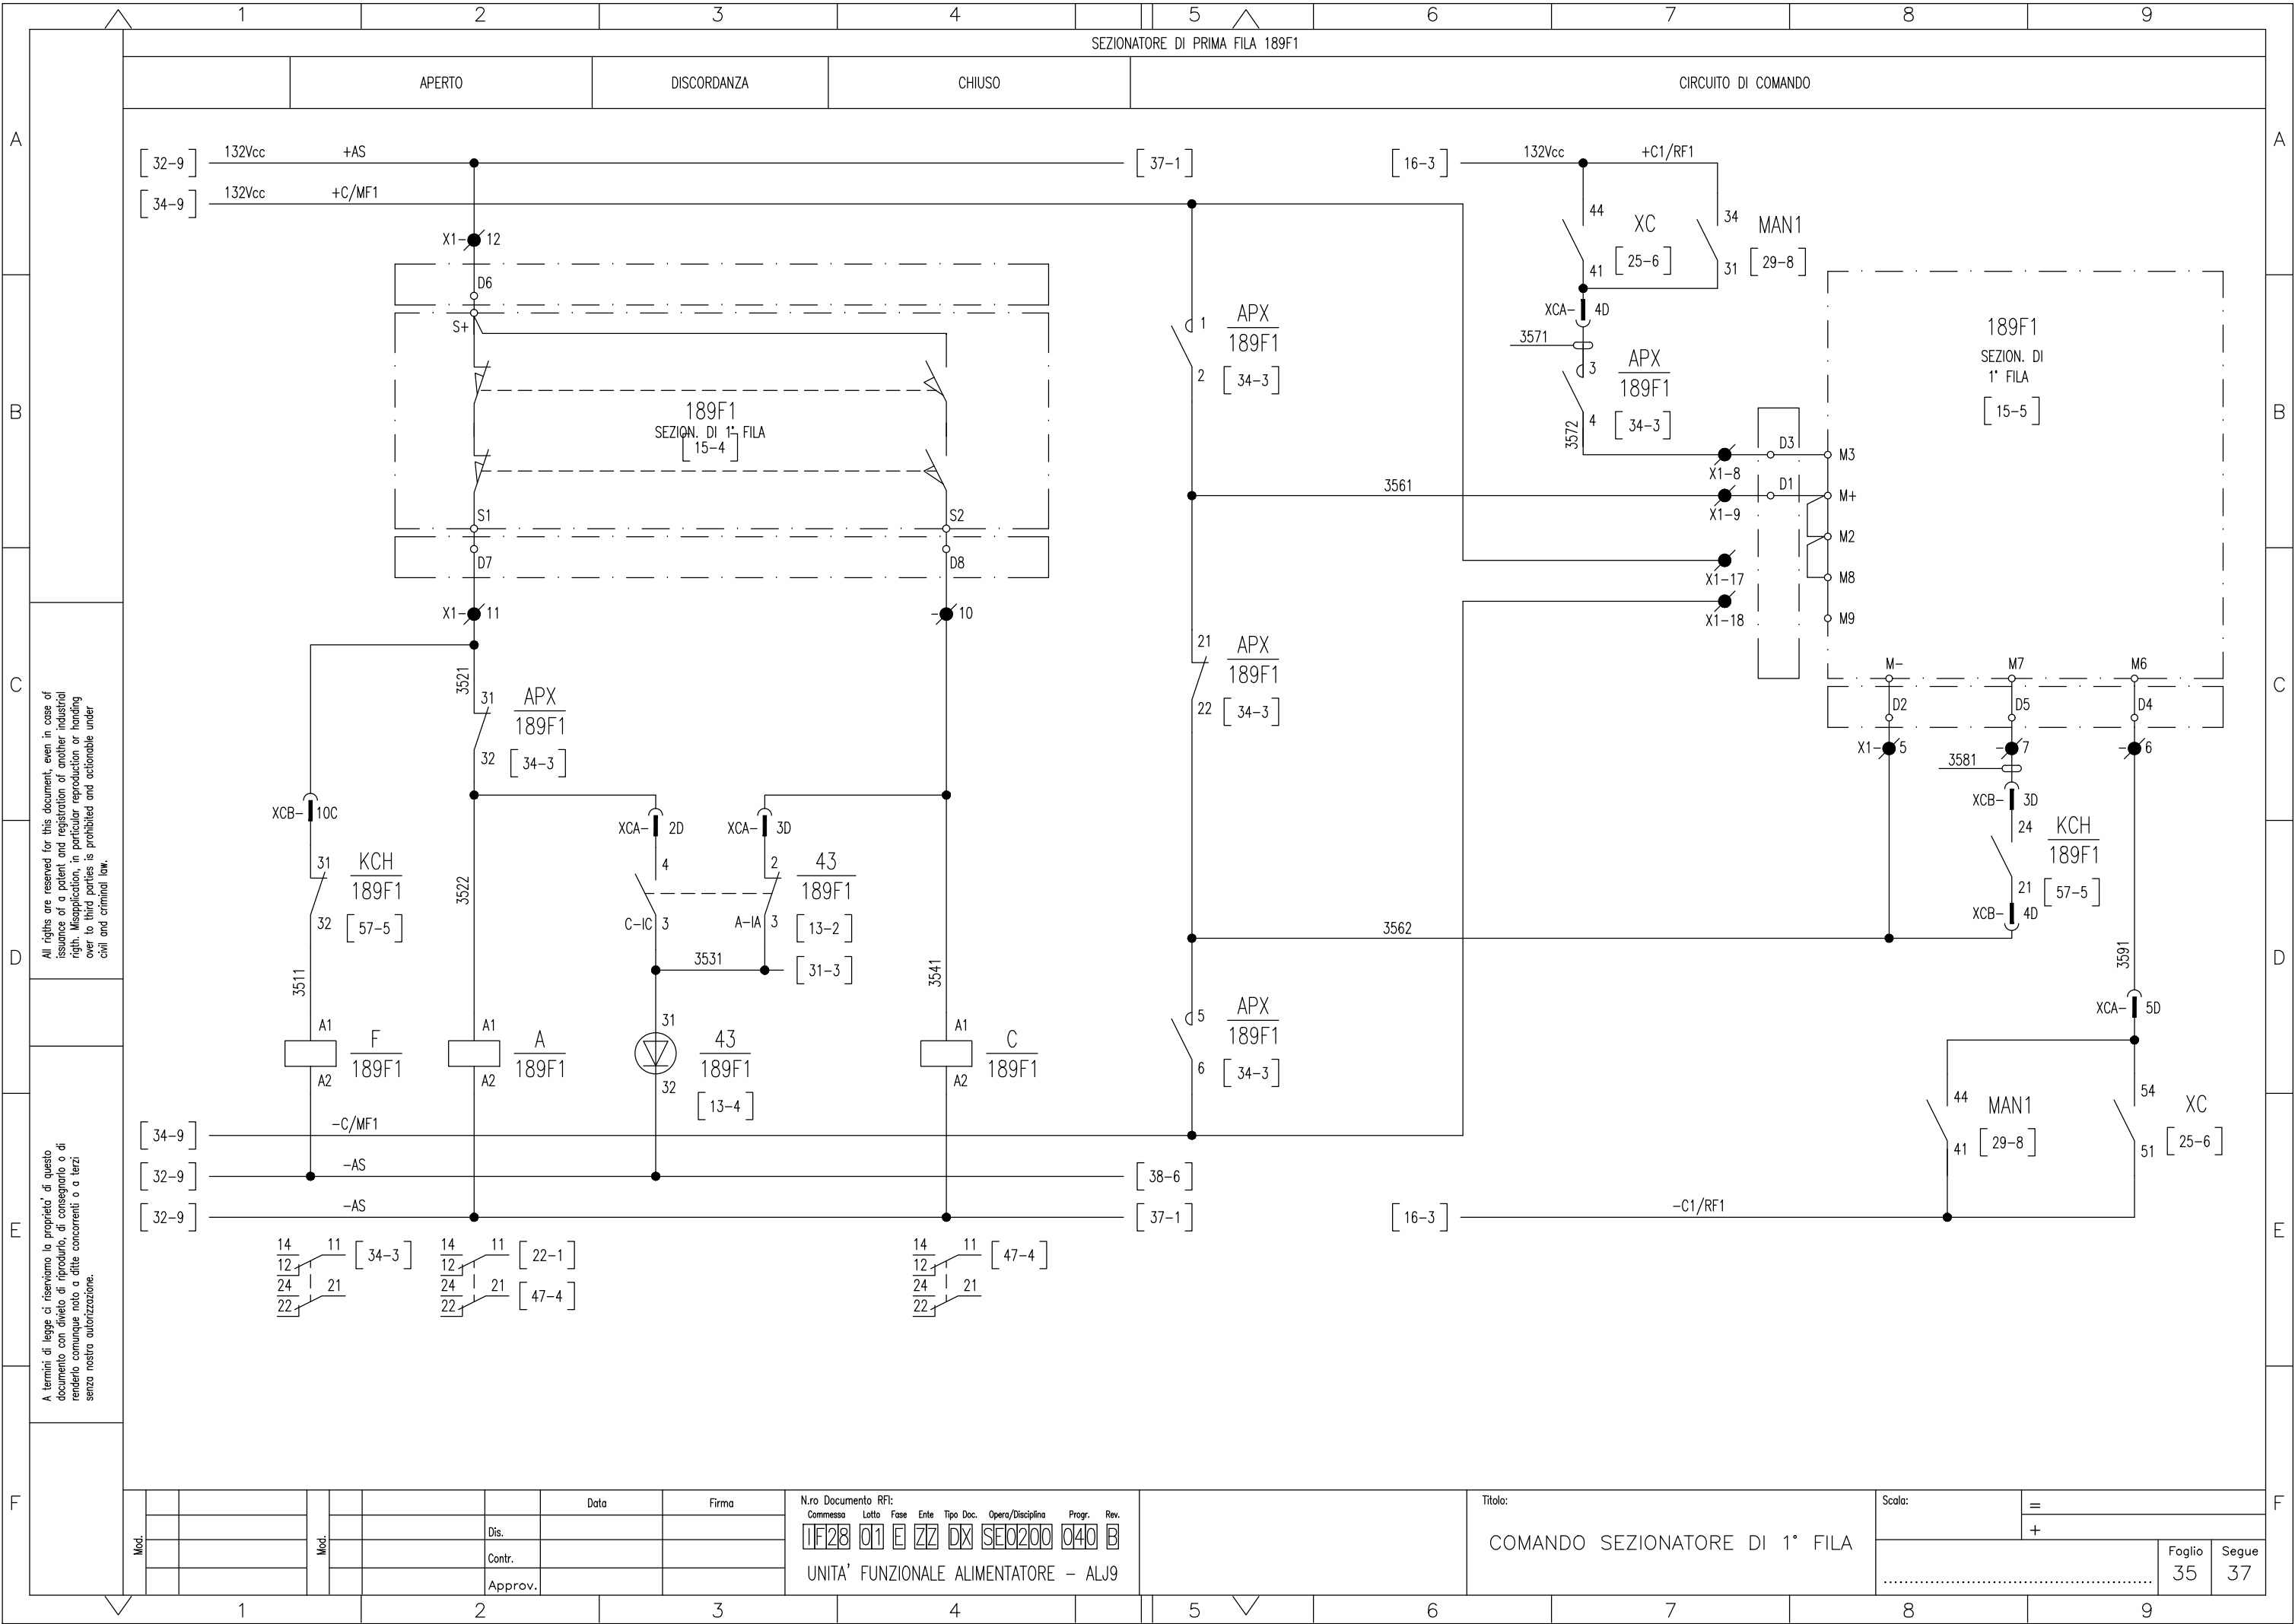 1 2 3 4 5 6 7 8 9
SEZIONATORE DI PRIMA FILA 189F1
APERTO DISCORDANZA CHIUSO CIRCUITO DI COMANDO
A A
32-9 132Vcc +AS 37-1
16-3 132Vcc +C1/RF1
34-9 132Vcc +C/MF1
X1- 12
44 XC 34 MAN1
41 25-6 31 29-8
D6
S+
XCA- 4D
3571
1 APX
189F1
2 34-3
3 APX
189F1
4 34-3
3572
189F1
SEZION. DI
1° FILA
15-5
B B
189F1
SEZION. DI 1° FILA
15-4
D3 M3
X1-8
3561 D1 M+
X1-9
M2
M8
X1-17
M9
X1-18
S1 S2
D7 D8
X1- 11
- 10
21 APX
189F1
22 34-3
M- M7 M6
D2 D5 D4
X1- 5 - 7 - 6
C C
3521
31 APX
189F1
32 34-3
3581
XCB- 3D
24 KCH
189F1
21 57-5
XCB- 4D
XCB- 10C
XCA- 2D XCA- 3D
31 KCH
189F1
32 57-5
3522
4 2 43
189F1
C-IC 3 A-IA 3 13-2
3562
D D
3531 31-3
3511
3541
3591
XCA- 5D
5 APX
189F1
6 34-3
A1 F
189F1
A2
A1 A
189F1
A2
31 43
189F1
32
13-4
A1 C
189F1
A2
44 MAN1 54 XC
41 29-8 51 25-6
34-9 -C/MF1
32-9 -AS 38-6
32-9 -AS 37-1
16-3 -C1/RF1
E E
14 11 34-3
12
24 21
22
14 11 22-1
12
24 21 47-4
22
14 11 47-4
12
24 21
22
All rigths are reserved for this document, even in case of
issuance of a patent and registration of another industrial
rigth. Misapplication, in particular reproduction or handing
over to third parties is prohibited and actionable under
civil and criminal law.
A termini di legge ci riserviamo la proprieta' di questo
documento con divieto di riprodurlo, di consegnarlo o di
renderlo comunque noto a ditte concorrenti o a terzi
senza nostra autorizzazione.
F F
Mod. Mod.
Data Firma
Dis.
Contr.
Approv.
N.ro Documento RFI:
Commessa Lotto Fase Ente Tipo Doc. Opera/Disciplina Progr. Rev.
IF28 01 E ZZ DX SE0200 040 B
UNITA' FUNZIONALE ALIMENTATORE - ALJ9
Titolo:
COMANDO SEZIONATORE DI 1° FILA
Scala:
=
+
Foglio Segue
35 37
1 2 3 4 5 6 7 8 9